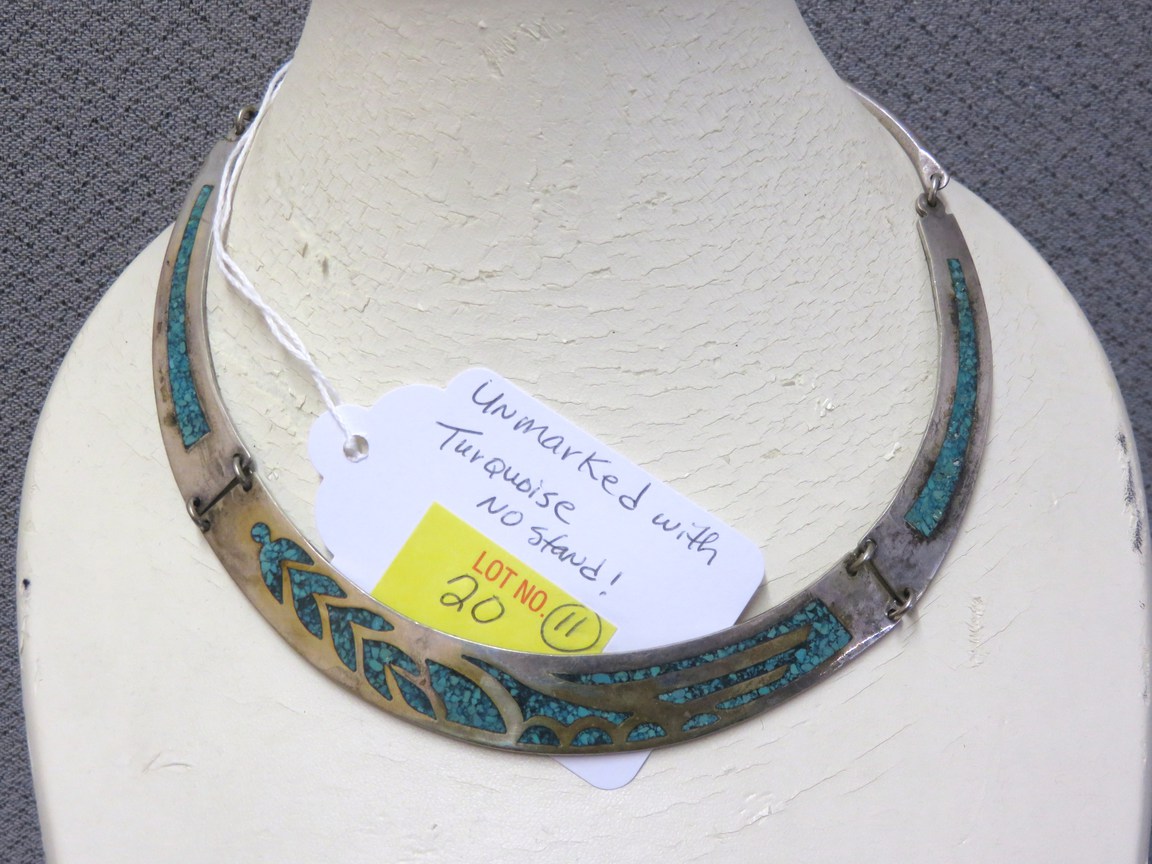 Unmarked with
Turquoise
No Stand!
LOT NO.
20 11